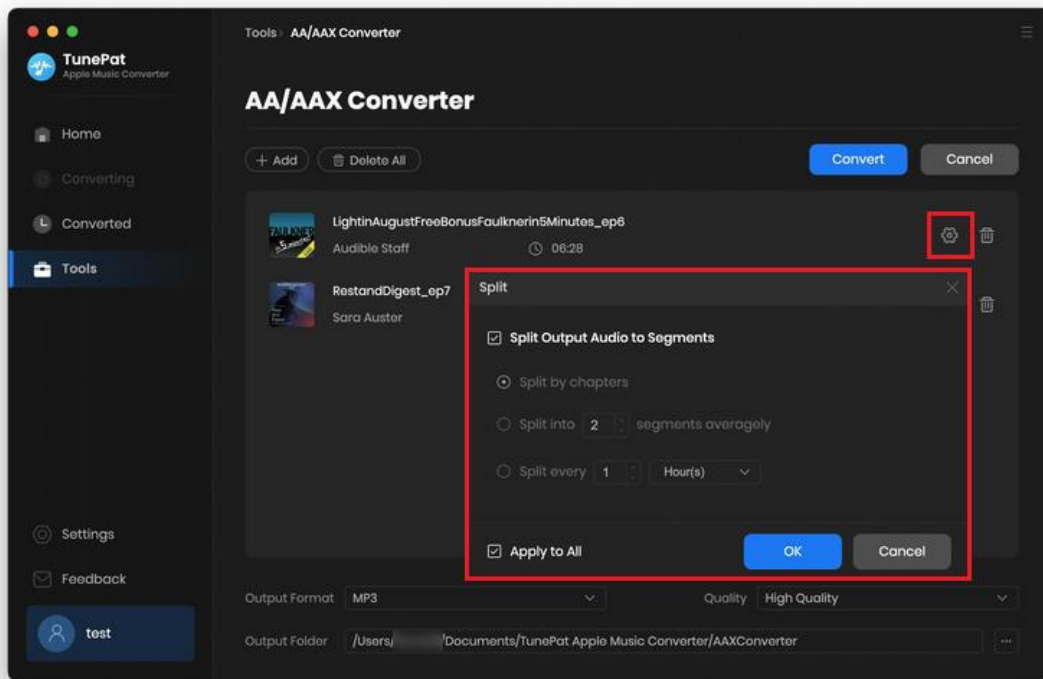 Tools › AA/AAX Converter
TunePat
Apple Music Converter
AA/AAX Converter
Home
Converting
Converted
Tools
Settings
Feedback
test
+ Add
Delete All
Convert
Cancel
FAULKNER
LightinAugustFreeBonusFaulknerin5Minutes_ep6
Audible Staff
06:28
RestandDigest_ep7
Sara Auster
Split
Split Output Audio to Segments
Split by chapters
Split into 2 segments averagely
Split every 1 Hour(s)
Apply to All
OK
Cancel
Output Format MP3
Quality High Quality
Output Folder /Users/ /Documents/TunePat Apple Music Converter/AAXConverter
...